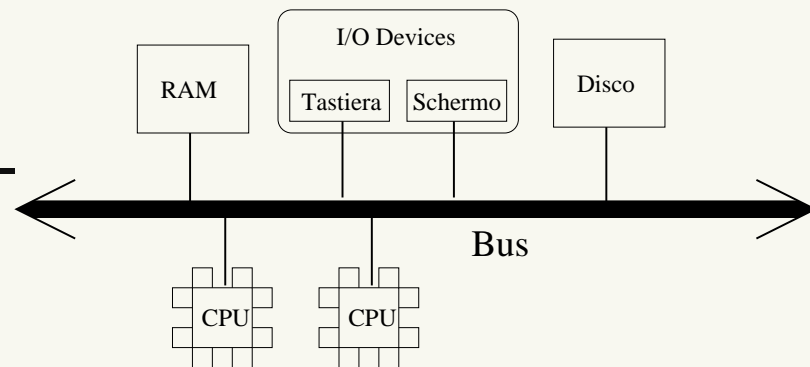 I/O Devices
RAM
Tastiera
Schermo
Disco
Bus
CPU
CPU